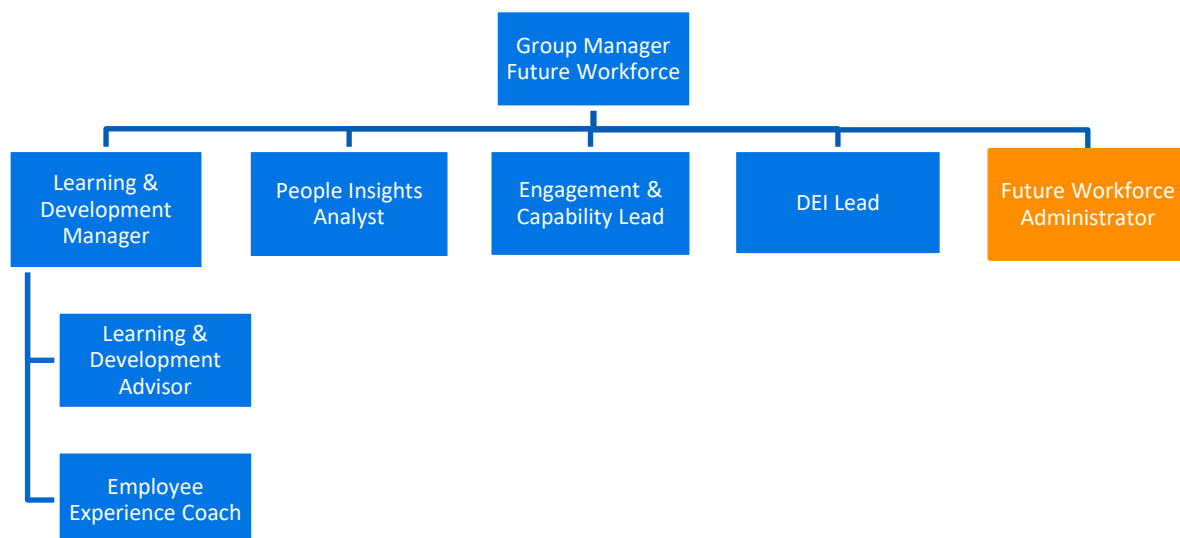 Group Manager
Future Workforce
Learning &
Development
Manager
People Insights
Analyst
Engagement &
Capability Lead
DEI Lead
Future Workforce
Administrator
Learning &
Development
Advisor
Employee
Experience Coach